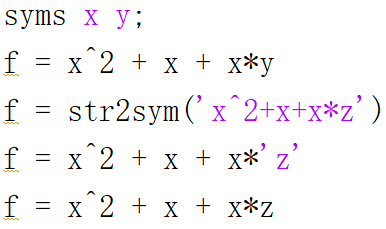 syms x y;
f = x^2 + x + x*y
f = str2sym('x^2+x+x*z')
f = x^2 + x + x*'z'
f = x^2 + x + x*z